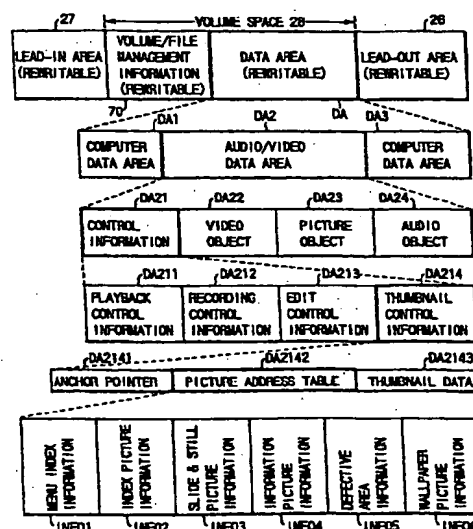 27
VOLUME SPACE 28
26
LEAD-IN AREA
(REWRITABLE)
VOLUME/FILE
MANAGEMENT
INFORMATION
(REWRITABLE)
DATA AREA
(REWRITABLE)
LEAD-OUT AREA
(REWRITABLE)
70
DA
DA1
DA2
DA3
COMPUTER
DATA AREA
AUDIO/VIDEO
DATA AREA
COMPUTER
DATA AREA
DA21
DA22
DA23
DA24
CONTROL
INFORMATION
VIDEO
OBJECT
PICTURE
OBJECT
AUDIO
OBJECT
DA211
DA212
DA213
DA214
PLAYBACK
CONTROL
INFORMATION
RECORDING
CONTROL
INFORMATION
EDIT
CONTROL
INFORMATION
THUMBNAIL
CONTROL
INFORMATION
DA2141
DA2142
DA2143
ANCHOR POINTER
PICTURE ADDRESS TABLE
THUMBNAIL DATA
MENU INDEX
INFORMATION
INDEX PICTURE
INFORMATION
SLIDE & STILL
PICTURE
INFORMATION
INFORMATION
PICTURE
INFORMATION
DEFECTIVE
AREA
INFORMATION
WALLPAPER
PICTURE
INFORMATION
INFO1
INFO2
INFO3
INFO4
INFO5
INFO6